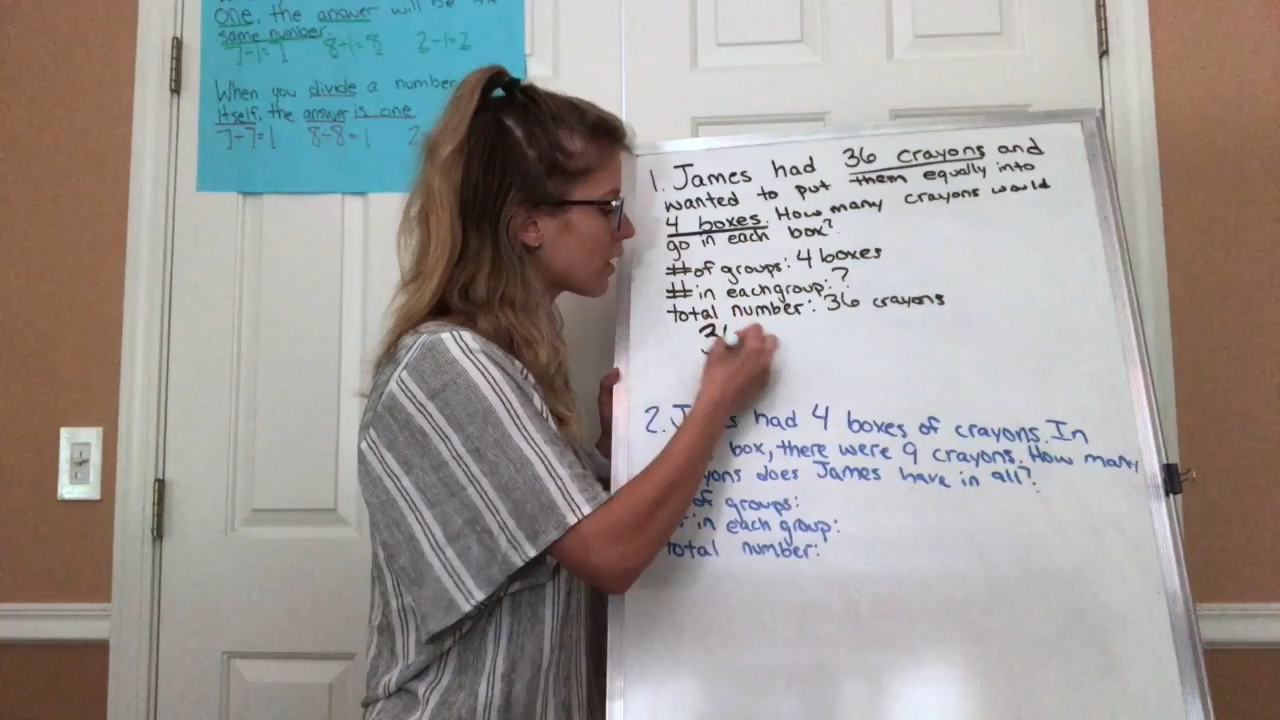 one, the answer will be
same number.
7÷1=1 8÷1=8 2÷1=2
When you divide a number
itself, the answer is one
7÷7=1 8÷8=1 2
1. James had 36 crayons and
wanted to put them equally into
4 boxes. How many crayons would
go in each box?
# of groups: 4 boxes
# in each group: ?
total number: 36 crayons
2. had 4 boxes of crayons. In
box, there were 9 crayons. How many
does James have in all?
of groups:
in each group:
total number: